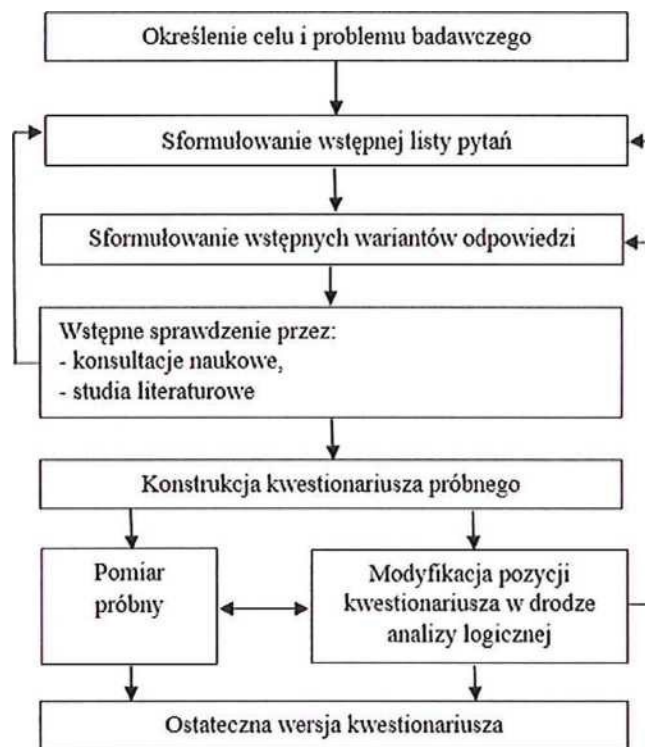 Określenie celu i problemu badawczego
Sformułowanie wstępnej listy pytań
Sformułowanie wstępnych wariantów odpowiedzi
Wstępne sprawdzenie przez:
- konsultacje naukowe,
- studia literaturowe
Konstrukcja kwestionariusza próbnego
Pomiar
próbny
Modyfikacja pozycji
kwestionariusza w drodze
analizy logicznej
Ostateczna wersja kwestionariusza